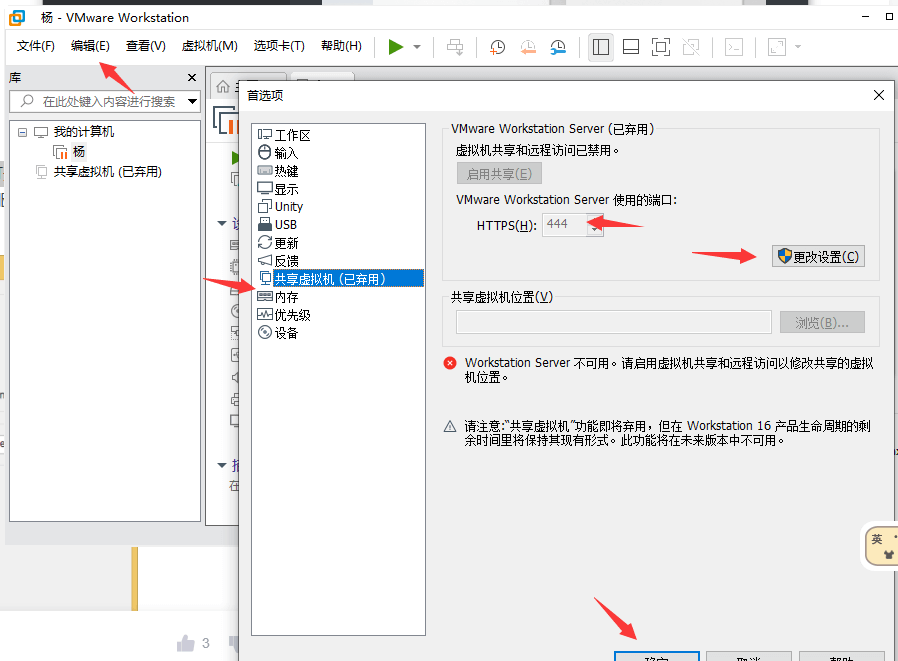 杨 - VMware Workstation
文件(F) 编辑(E) 查看(V) 虚拟机(M) 选项卡(T) 帮助(H)
库
在此处键入内容进行搜索
我的计算机
杨
共享虚拟机 (已弃用)
首选项
工作区
输入
热键
显示
Unity
USB
更新
反馈
共享虚拟机 (已弃用)
内存
优先级
设备
VMware Workstation Server (已弃用)
虚拟机共享和远程访问已禁用。
启用共享(E)
VMware Workstation Server 使用的端口:
HTTPS(H): 444
更改设置(C)
共享虚拟机位置(V)
浏览(B)...
Workstation Server 不可用。请启用虚拟机共享和远程访问以修改共享的虚拟
机位置。
请注意:“共享虚拟机”功能即将弃用，但在 Workstation 16 产品生命周期的剩
余时间里将保持其现有形式。此功能将在未来版本中不可用。
英
3